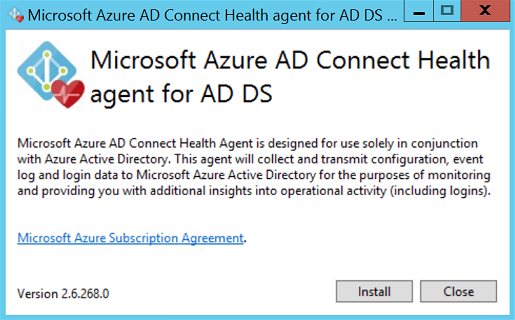 Microsoft Azure AD Connect Health agent for AD DS ...
Microsoft Azure AD Connect Health
agent for AD DS
Microsoft Azure AD Connect Health Agent is designed for use solely in conjunction
with Azure Active Directory. This agent will collect and transmit configuration, event
log and login data to Microsoft Azure Active Directory for the purposes of monitoring
and providing you with additional insights into operational activity (including logins).
Microsoft Azure Subscription Agreement.
Version 2.6.268.0
Install
Close